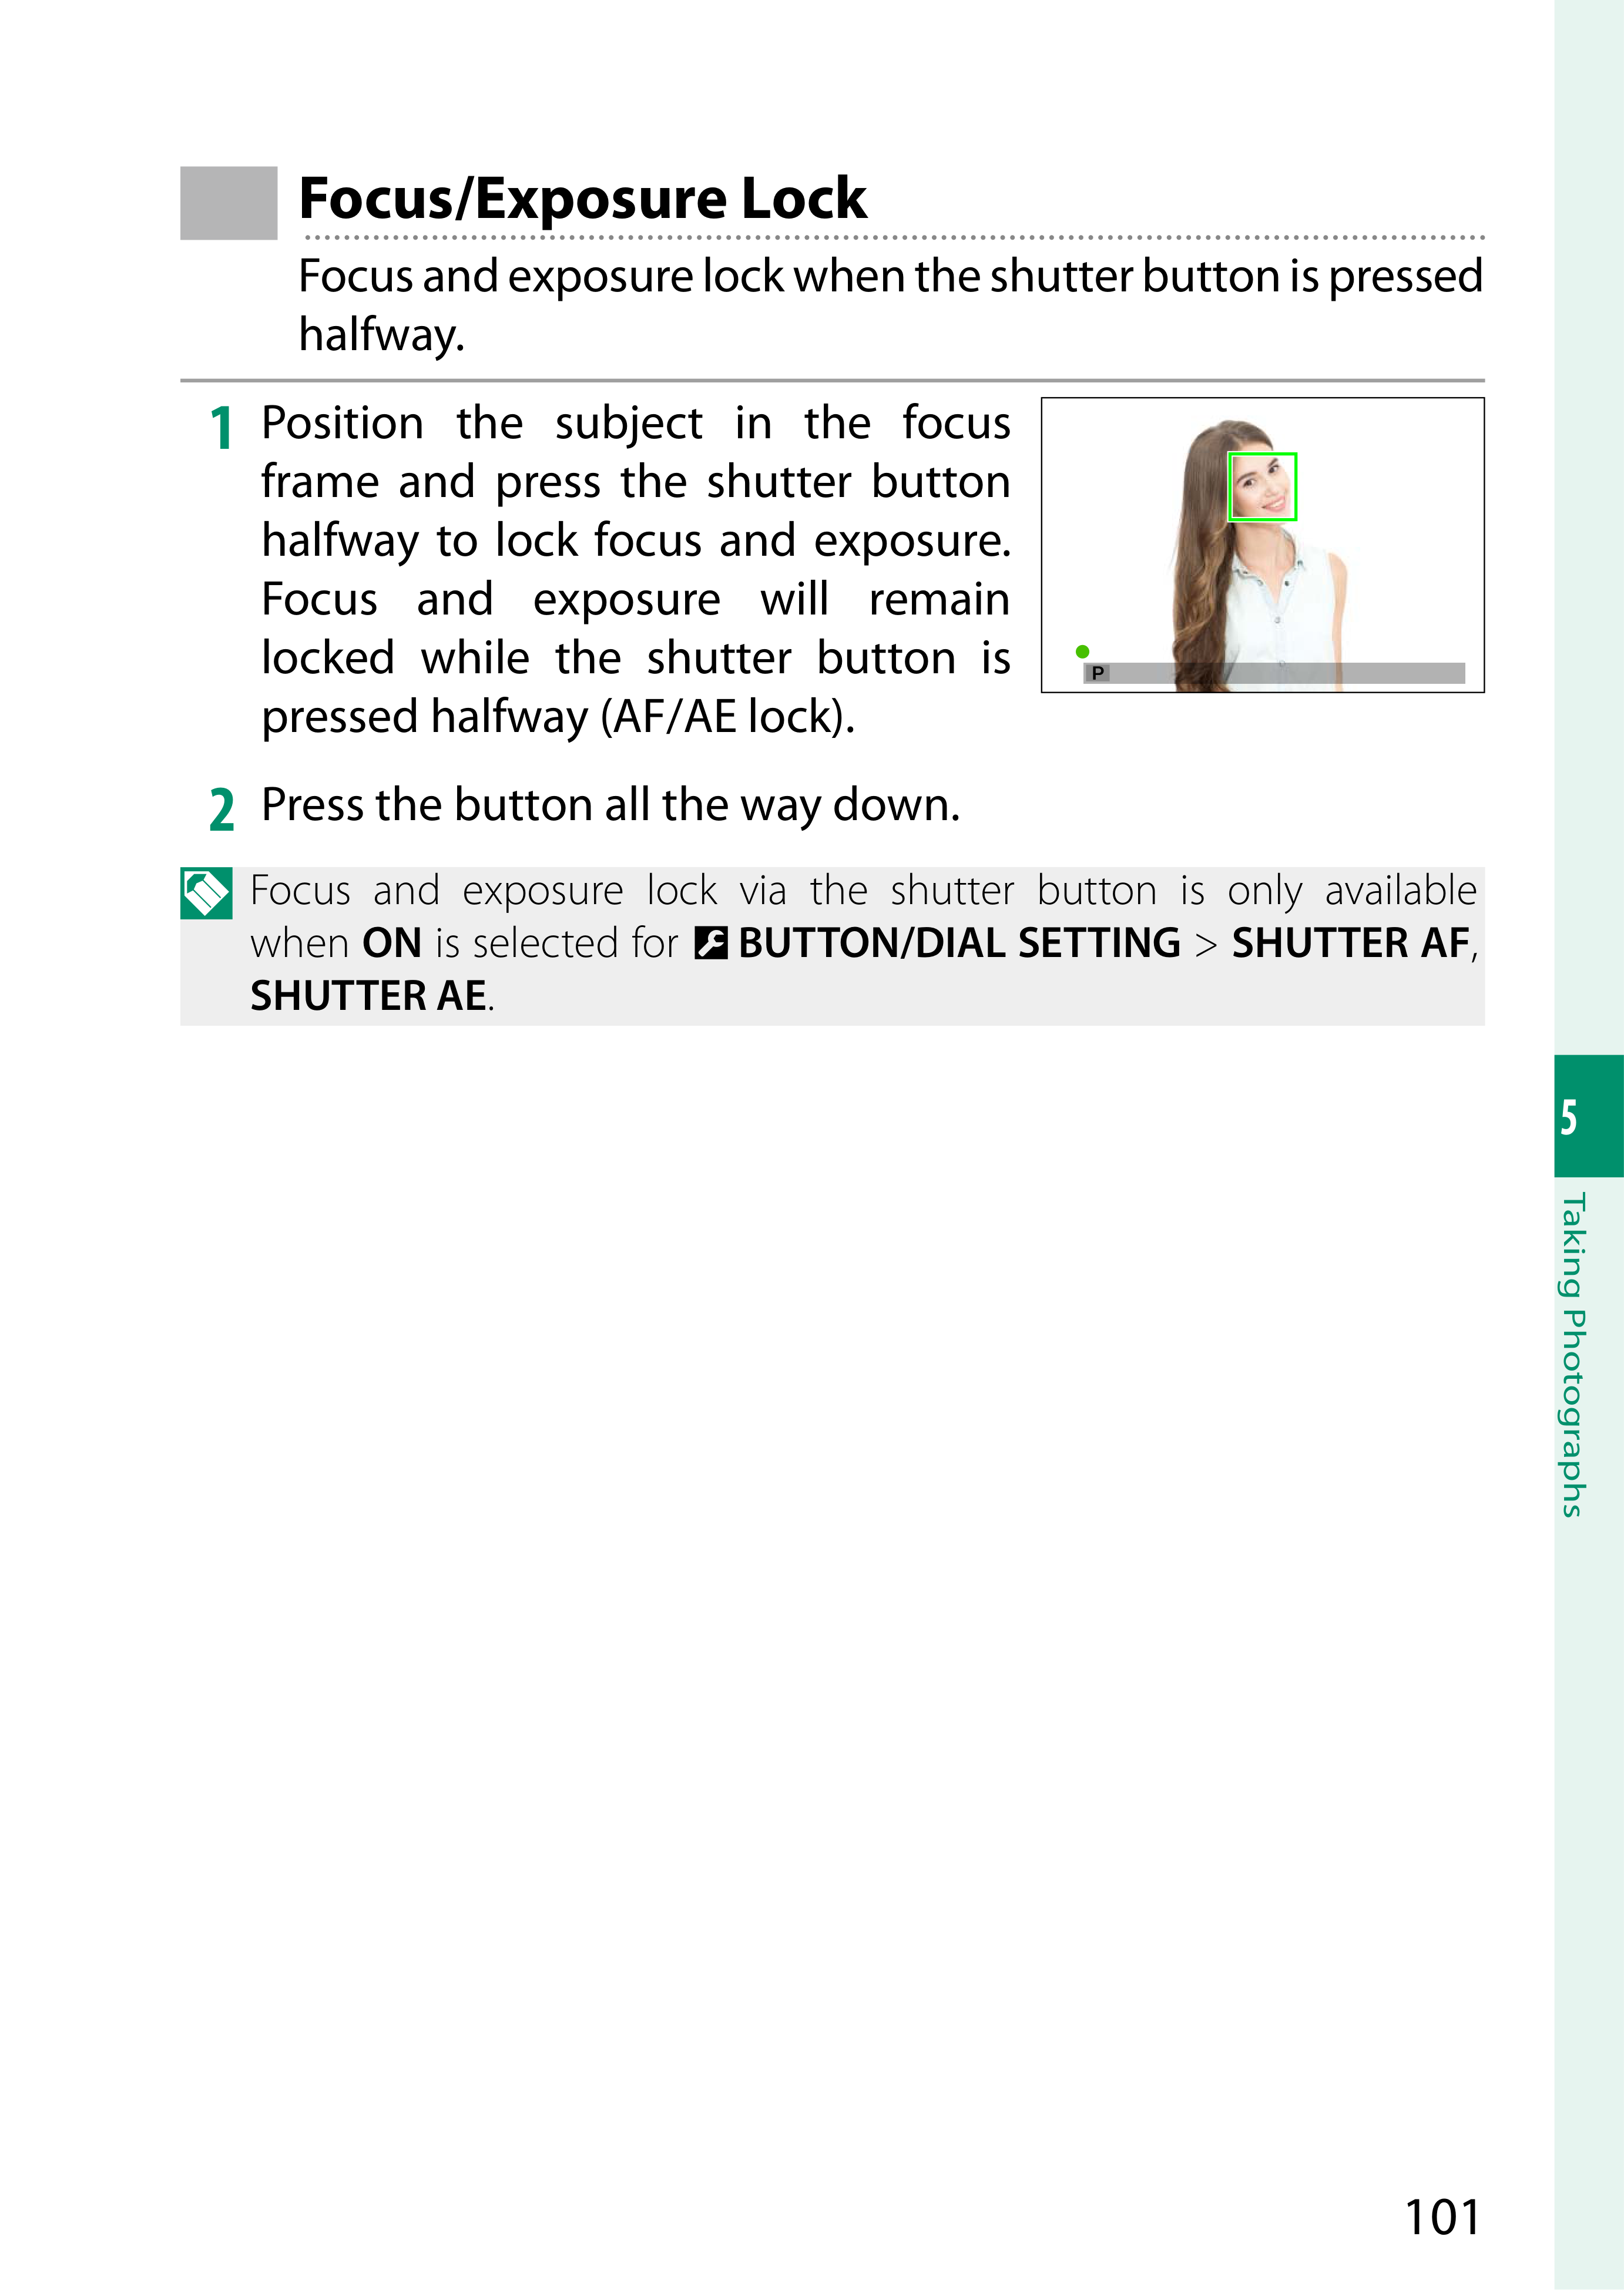 Focus/Exposure Lock
Focus and exposure lock when the shutter button is pressed
halfway.
1 Position the subject in the focus
frame and press the shutter button
halfway to lock focus and exposure.
Focus and exposure will remain
locked while the shutter button is
pressed halfway (AF/AE lock).
P
2 Press the button all the way down.
Focus and exposure lock via the shutter button is only available
when ON is selected for BUTTON/DIAL SETTING > SHUTTER AF,
SHUTTER AE.
5
Taking Photographs
101